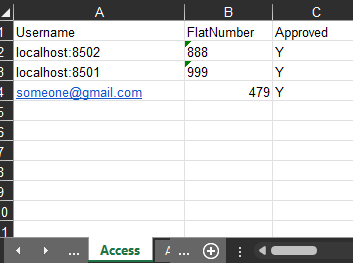 A B C
1 Username FlatNumber Approved
2 localhost:8502 888 Y
3 localhost:8501 999 Y
4 someone@gmail.com 479 Y
5
6
7
8
9
10
11
... Access A ...